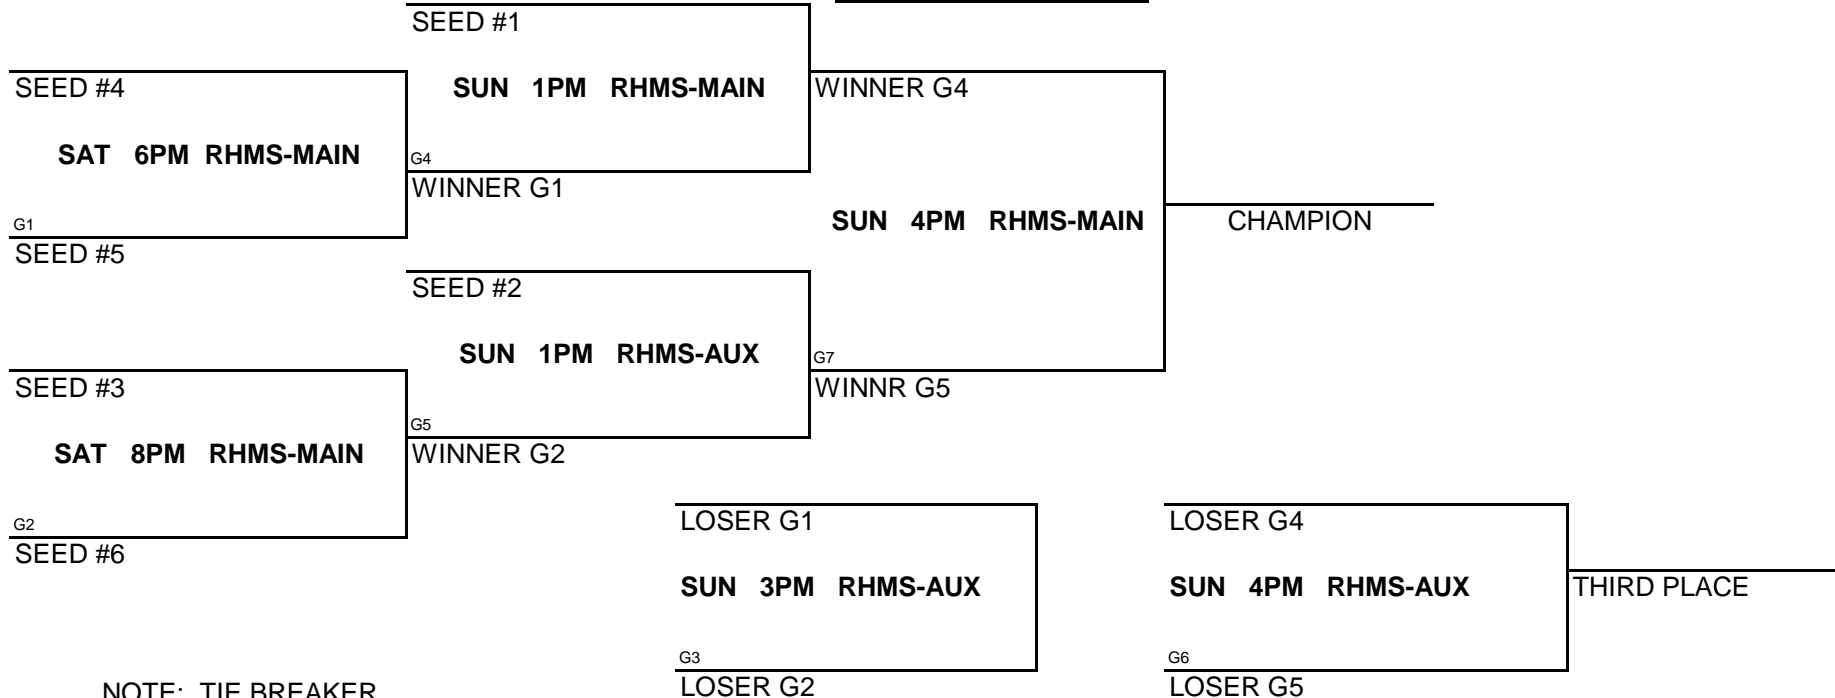 SEED #1
SEED #4
SUN 1PM RHMS-MAIN
WINNER G4
SAT 6PM RHMS-MAIN
G4
WINNER G1
G1
SUN 4PM RHMS-MAIN
CHAMPION
SEED #5
SEED #2
SUN 1PM RHMS-AUX
G7
SEED #3
WINNR G5
G5
SAT 8PM RHMS-MAIN
WINNER G2
G2
LOSER G1
LOSER G4
SEED #6
SUN 3PM RHMS-AUX
SUN 4PM RHMS-AUX
THIRD PLACE
G3
G6
NOTE: TIE BREAKER
LOSER G2
LOSER G5